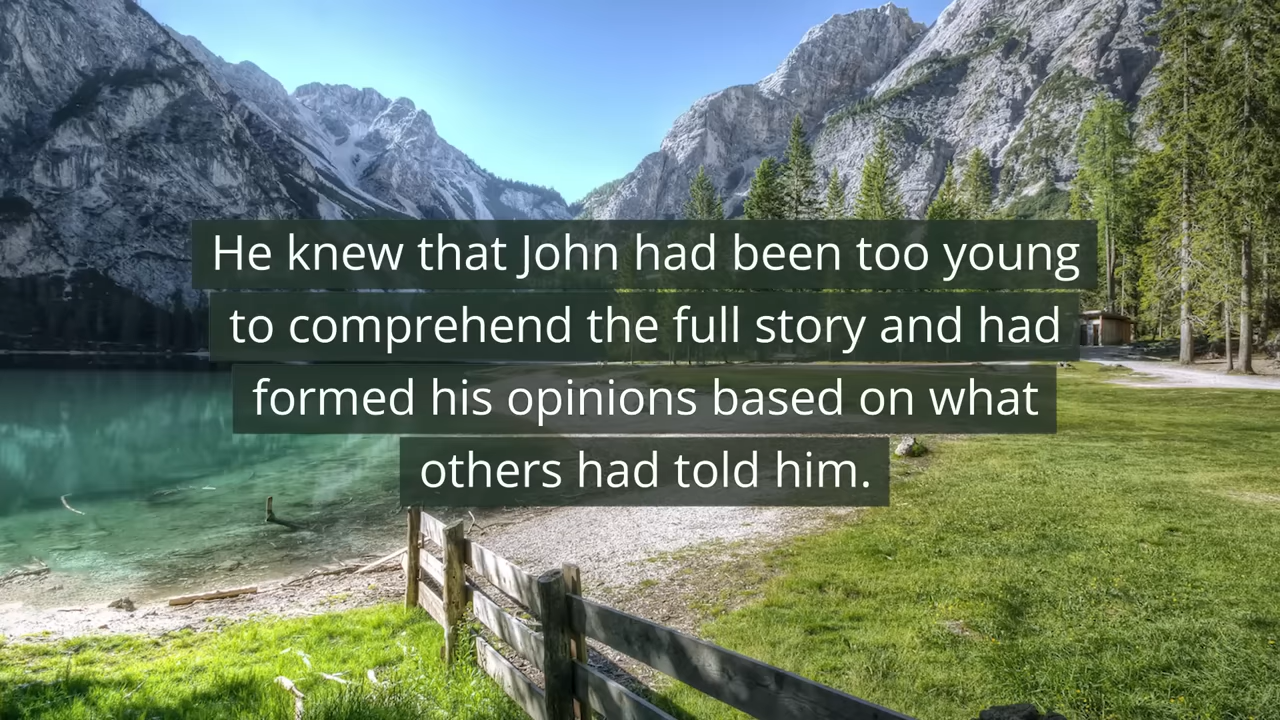 He knew that John had been too young
to comprehend the full story and had
formed his opinions based on what
others had told him.